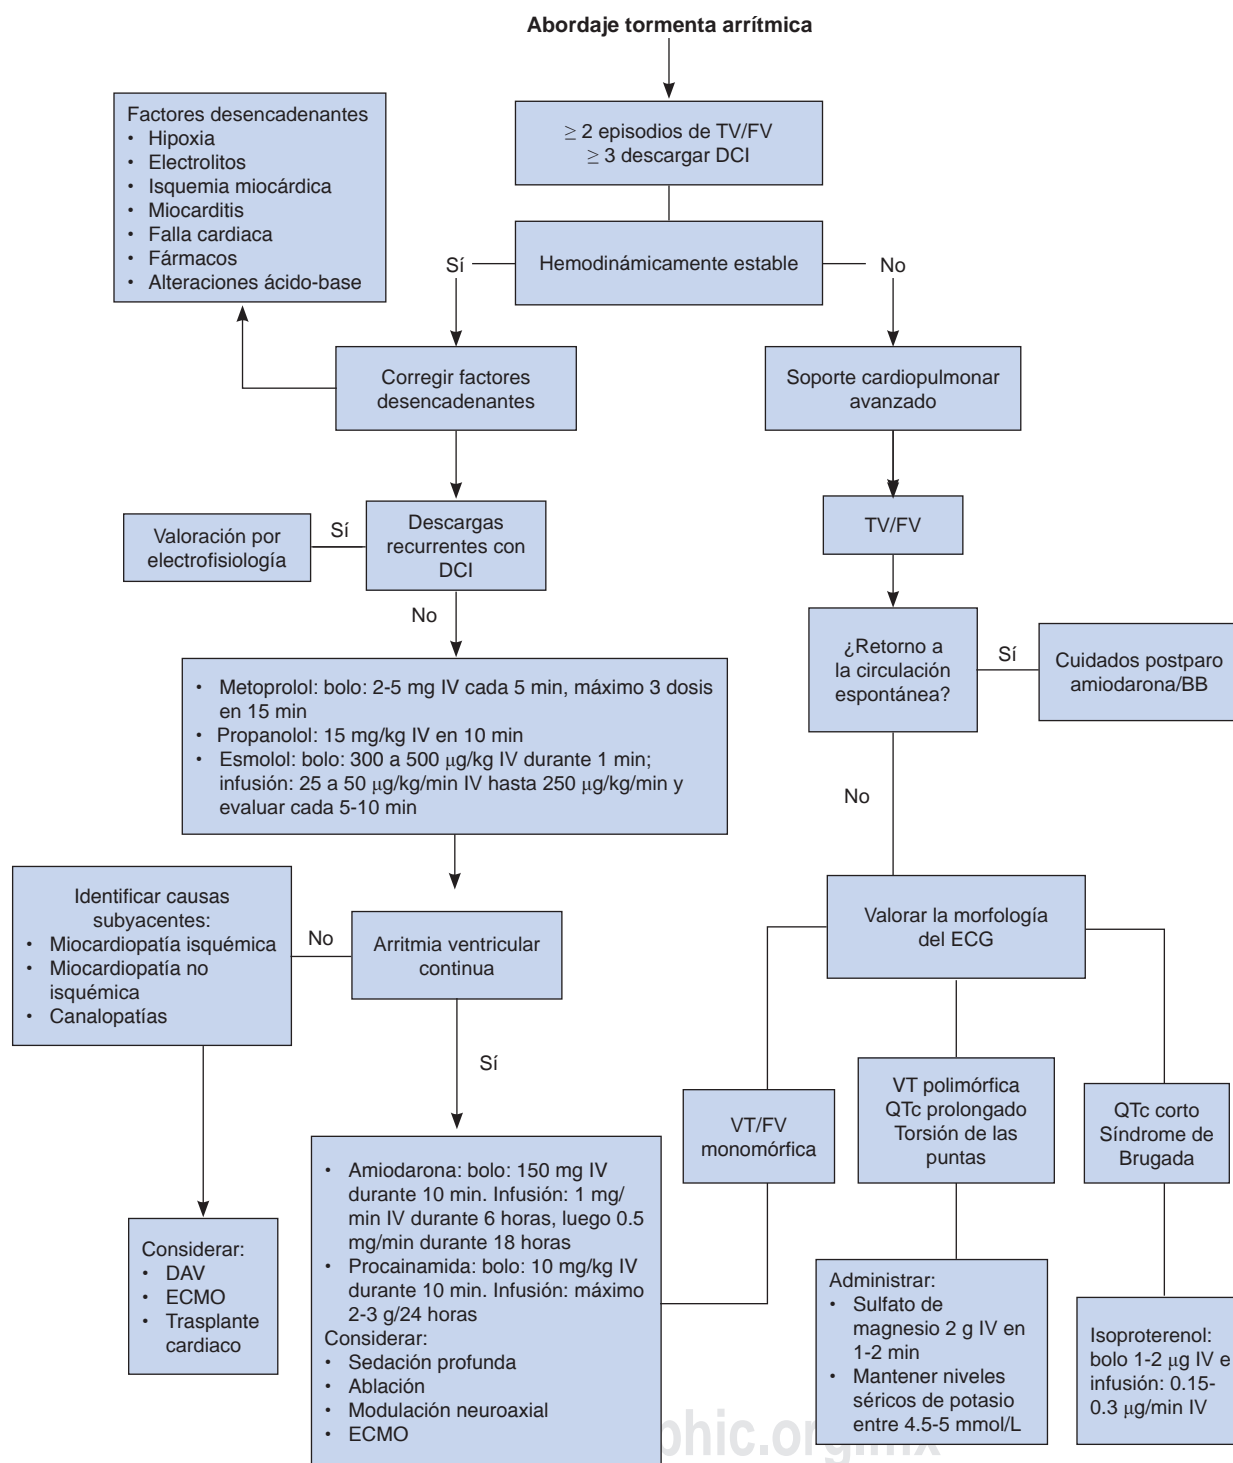 Abordaje tormenta arrítmica
≥ 2 episodios de TV/FV
≥ 3 descargar DCI
Factores desencadenantes
• Hipoxia
• Electrolitos
• Isquemia miocárdica
• Miocarditis
• Falla cardiaca
• Fármacos
• Alteraciones ácido-base
Hemodinámicamente estable
Sí
No
Corregir factores
desencadenantes
Soporte cardiopulmonar
avanzado
Descargas
recurrentes con
DCI
Sí
Valoración por
electrofisiología
No
TV/FV
¿Retorno a
la circulación
espontánea?
Sí
Cuidados postparo
amiodarona/BB
No
• Metoprolol: bolo: 2-5 mg IV cada 5 min, máximo 3 dosis
en 15 min
• Propanolol: 15 mg/kg IV en 10 min
• Esmolol: bolo: 300 a 500 μg/kg IV durante 1 min;
infusión: 25 a 50 μg/kg/min IV hasta 250 μg/kg/min y
evaluar cada 5-10 min
Identificar causas
subyacentes:
• Miocardiopatía isquémica
• Miocardiopatía no
isquémica
• Canalopatías
No
Arritmia ventricular
continua
Sí
Valorar la morfología
del ECG
VT/FV
monomórfica
VT polimórfica
QTc prolongado
Torsión de las
puntas
QTc corto
Síndrome de
Brugada
Considerar:
• DAV
• ECMO
• Trasplante
cardiaco
• Amiodarona: bolo: 150 mg IV
durante 10 min. Infusión: 1 mg/
min IV durante 6 horas, luego 0.5
mg/min durante 18 horas
• Procainamida: bolo: 10 mg/kg IV
durante 10 min. Infusión: máximo
2-3 g/24 horas
Considerar:
• Sedación profunda
• Ablación
• Modulación neuroaxial
• ECMO
Administrar:
• Sulfato de
magnesio 2 g IV en
1-2 min
• Mantener niveles
séricos de potasio
entre 4.5-5 mmol/L
Isoproterenol:
bolo 1-2 μg IV e
infusión: 0.15-
0.3 μg/min IV